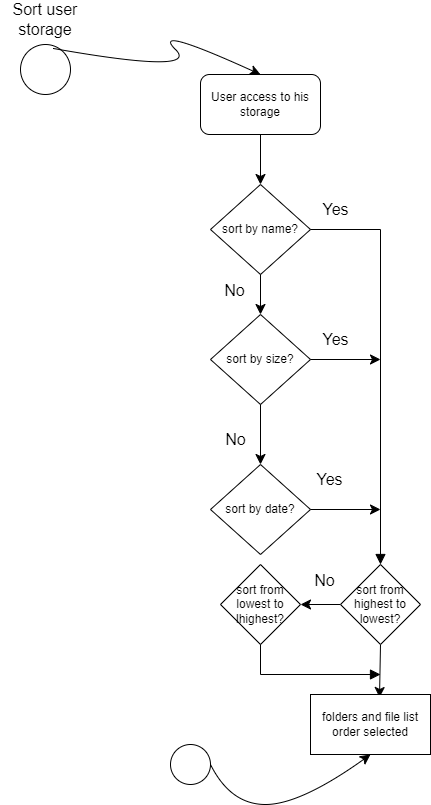 Sort user
storage
User access to his
storage
Yes
sort by name?
No
Yes
sort by size?
No
Yes
sort by date?
No
sort from
lowest to
lhighest?
sort from
highest to
lowest?
folders and file list
order selected